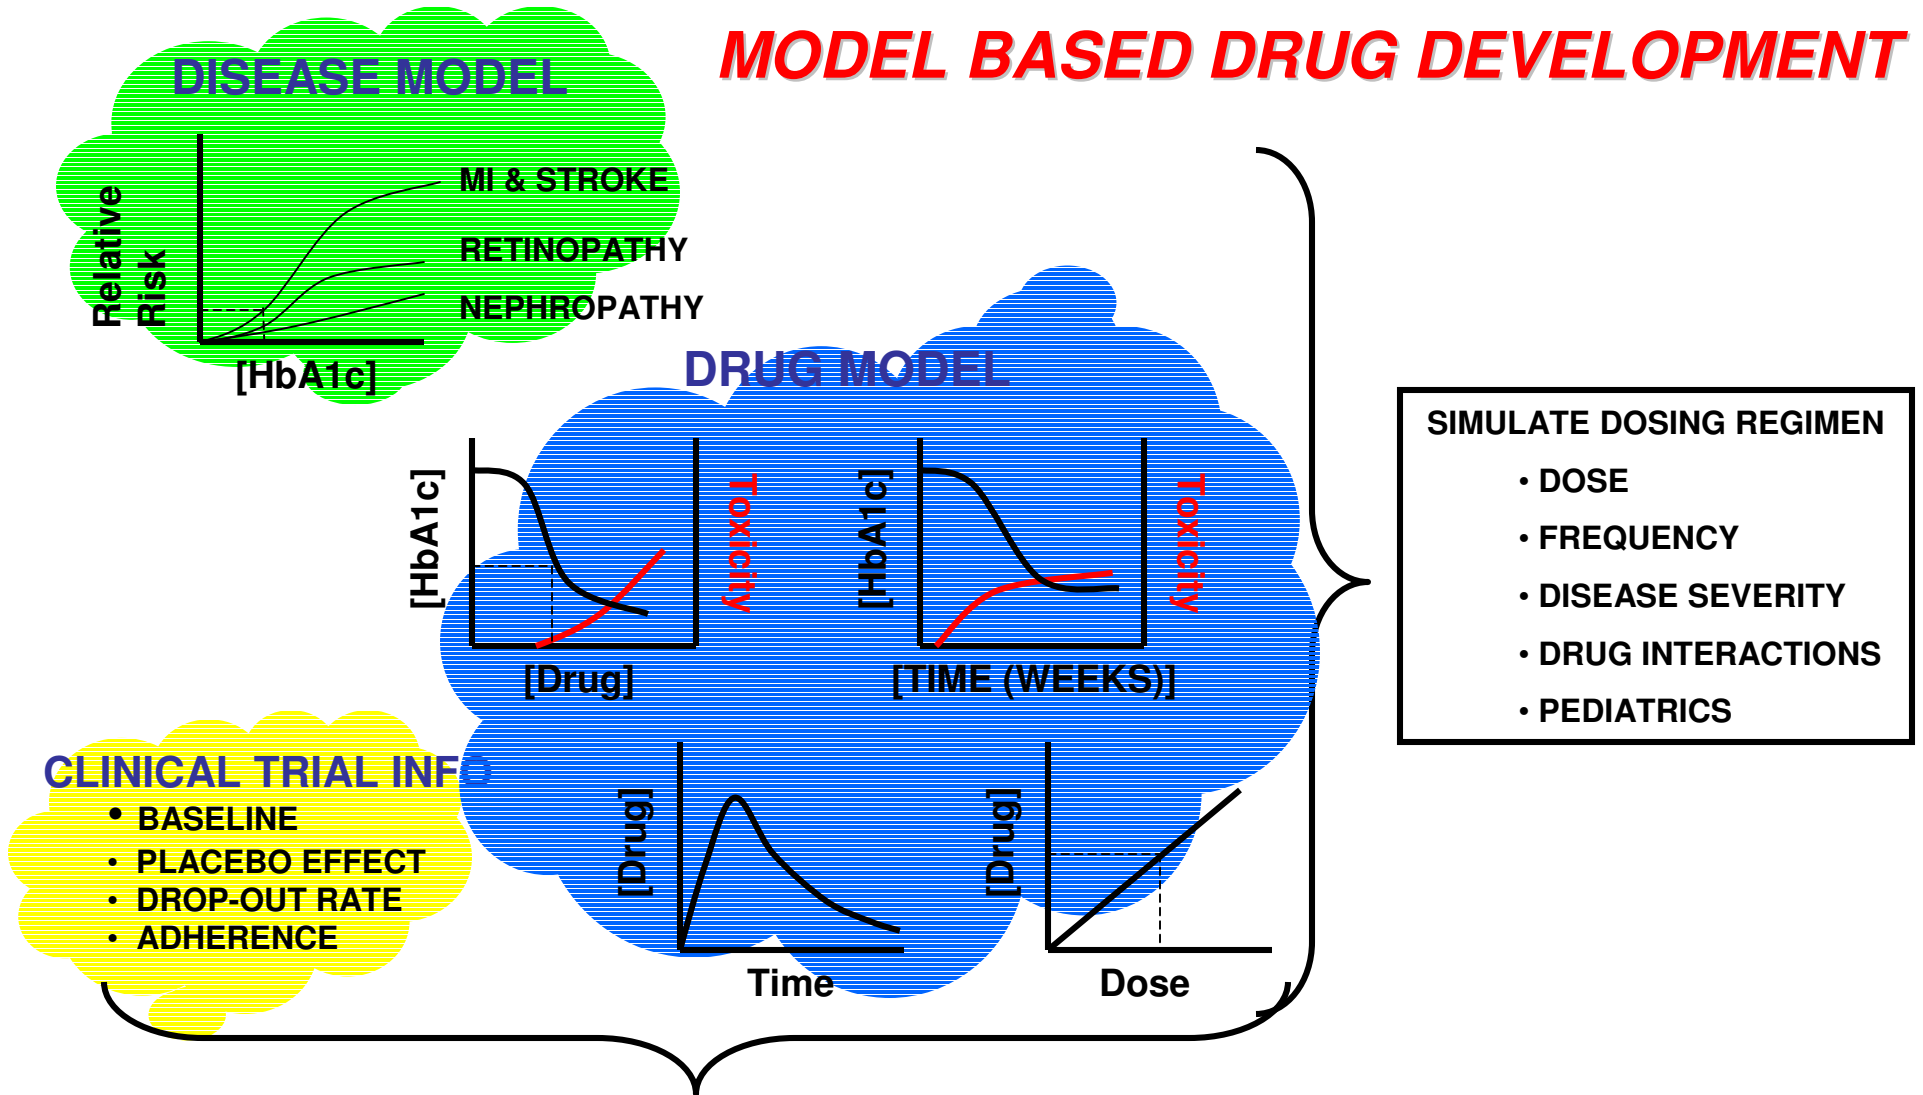 MODEL BASED DRUG DEVELOPMENT
DISEASE MODEL
Relative
Risk
MI & STROKE
RETINOPATHY
NEPHROPATHY
[HbA1c]
DRUG MODEL
[HbA1c]
Toxicity
[Drug]
[HbA1c]
Toxicity
[TIME (WEEKS)]
[Drug]
Time
[Drug]
Dose
CLINICAL TRIAL INFO
• BASELINE
• PLACEBO EFFECT
• DROP-OUT RATE
• ADHERENCE
SIMULATE DOSING REGIMEN
• DOSE
• FREQUENCY
• DISEASE SEVERITY
• DRUG INTERACTIONS
• PEDIATRICS